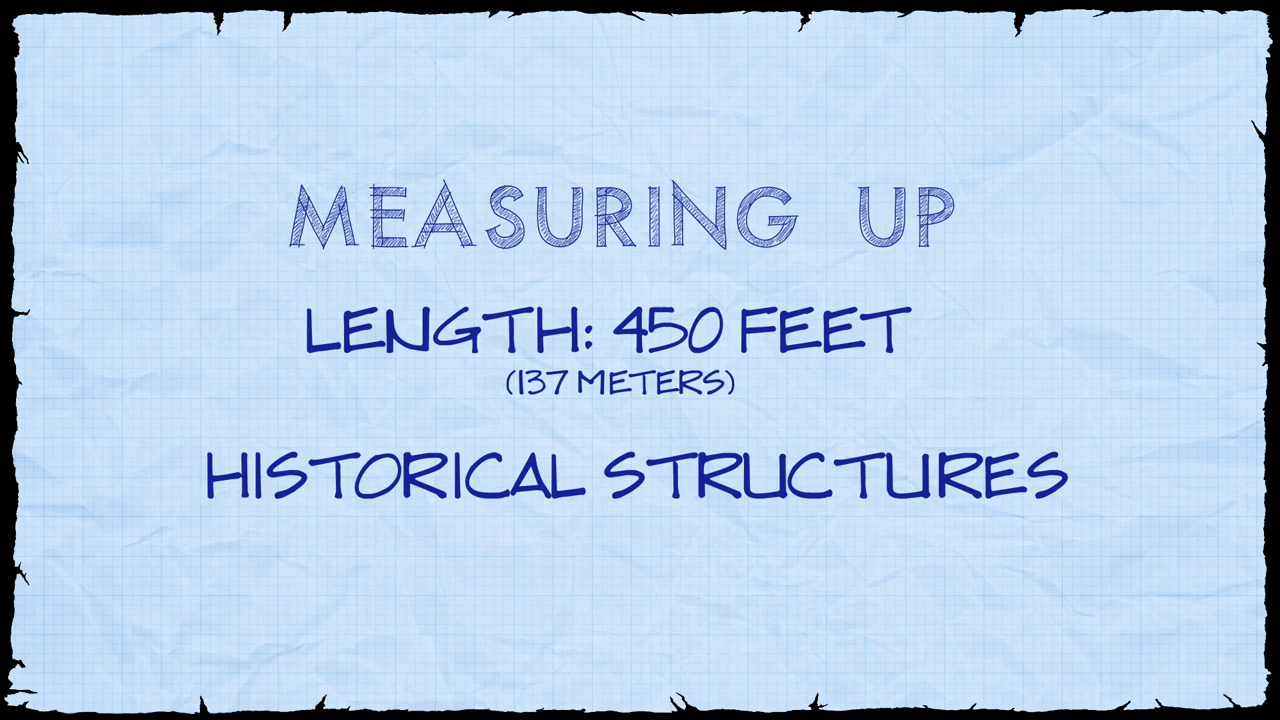 MEASURING UP
LENGTH: 450 FEET
(137 METERS)
HISTORICAL STRUCTURES